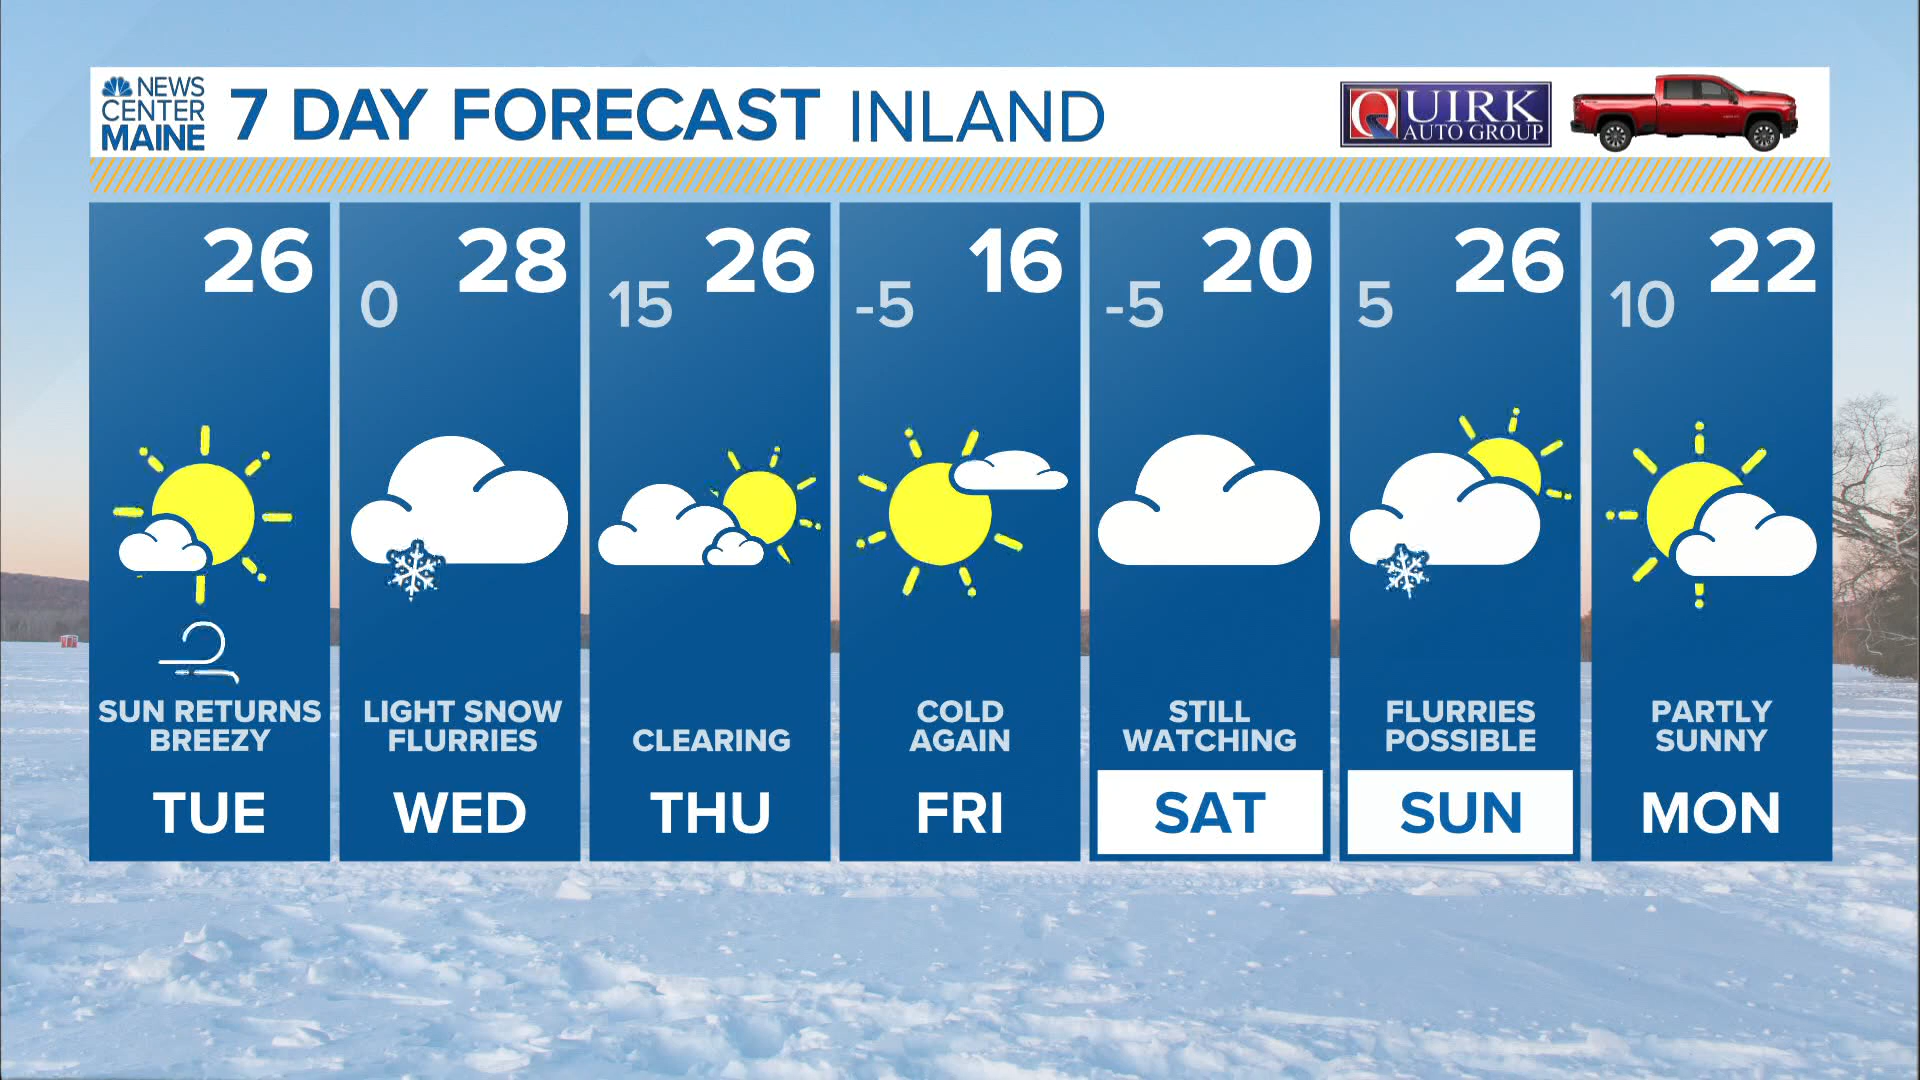 NEWS
CENTER
MAINE
7 DAY FORECAST INLAND
QUIRK
AUTO GROUP
26
SUN RETURNS
BREEZY
TUE
0 28
LIGHT SNOW
FLURRIES
WED
15 26
CLEARING
THU
-5 16
COLD
AGAIN
FRI
-5 20
STILL
WATCHING
SAT
5 26
FLURRIES
POSSIBLE
SUN
10 22
PARTLY
SUNNY
MON